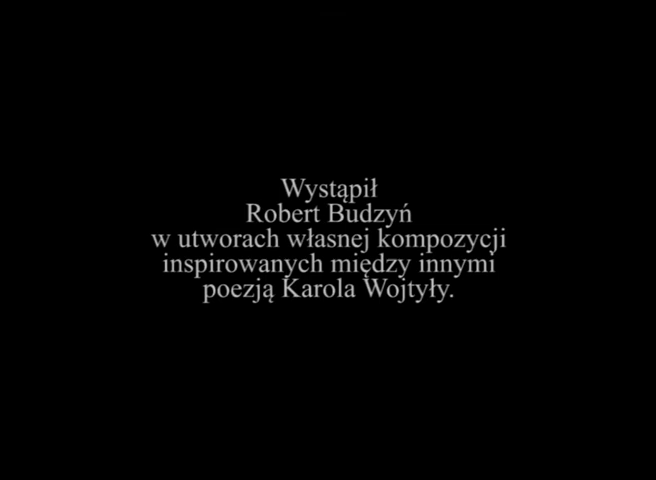 Wystąpił
Robert Budzyń
w utworach własnej kompozycji
inspirowanych między innymi
poezją Karola Wojtyły.